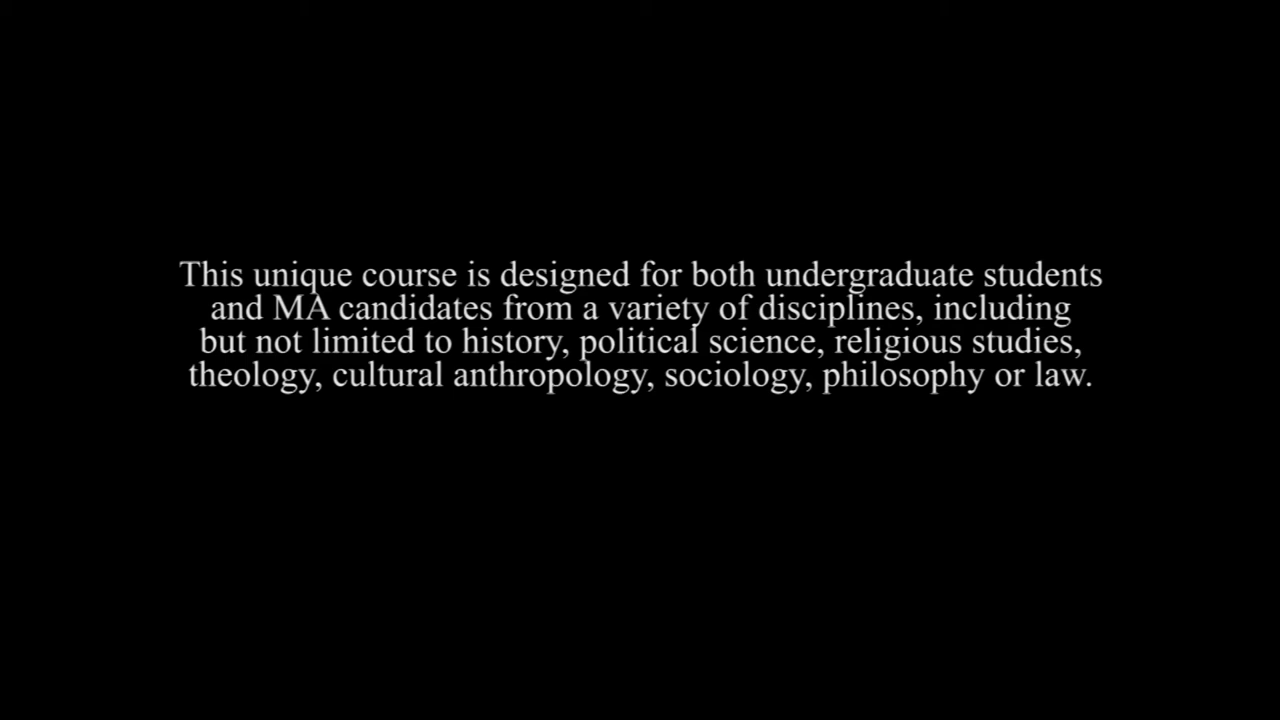 This unique course is designed for both undergraduate students
and MA candidates from a variety of disciplines, including
but not limited to history, political science, religious studies,
theology, cultural anthropology, sociology, philosophy or law.